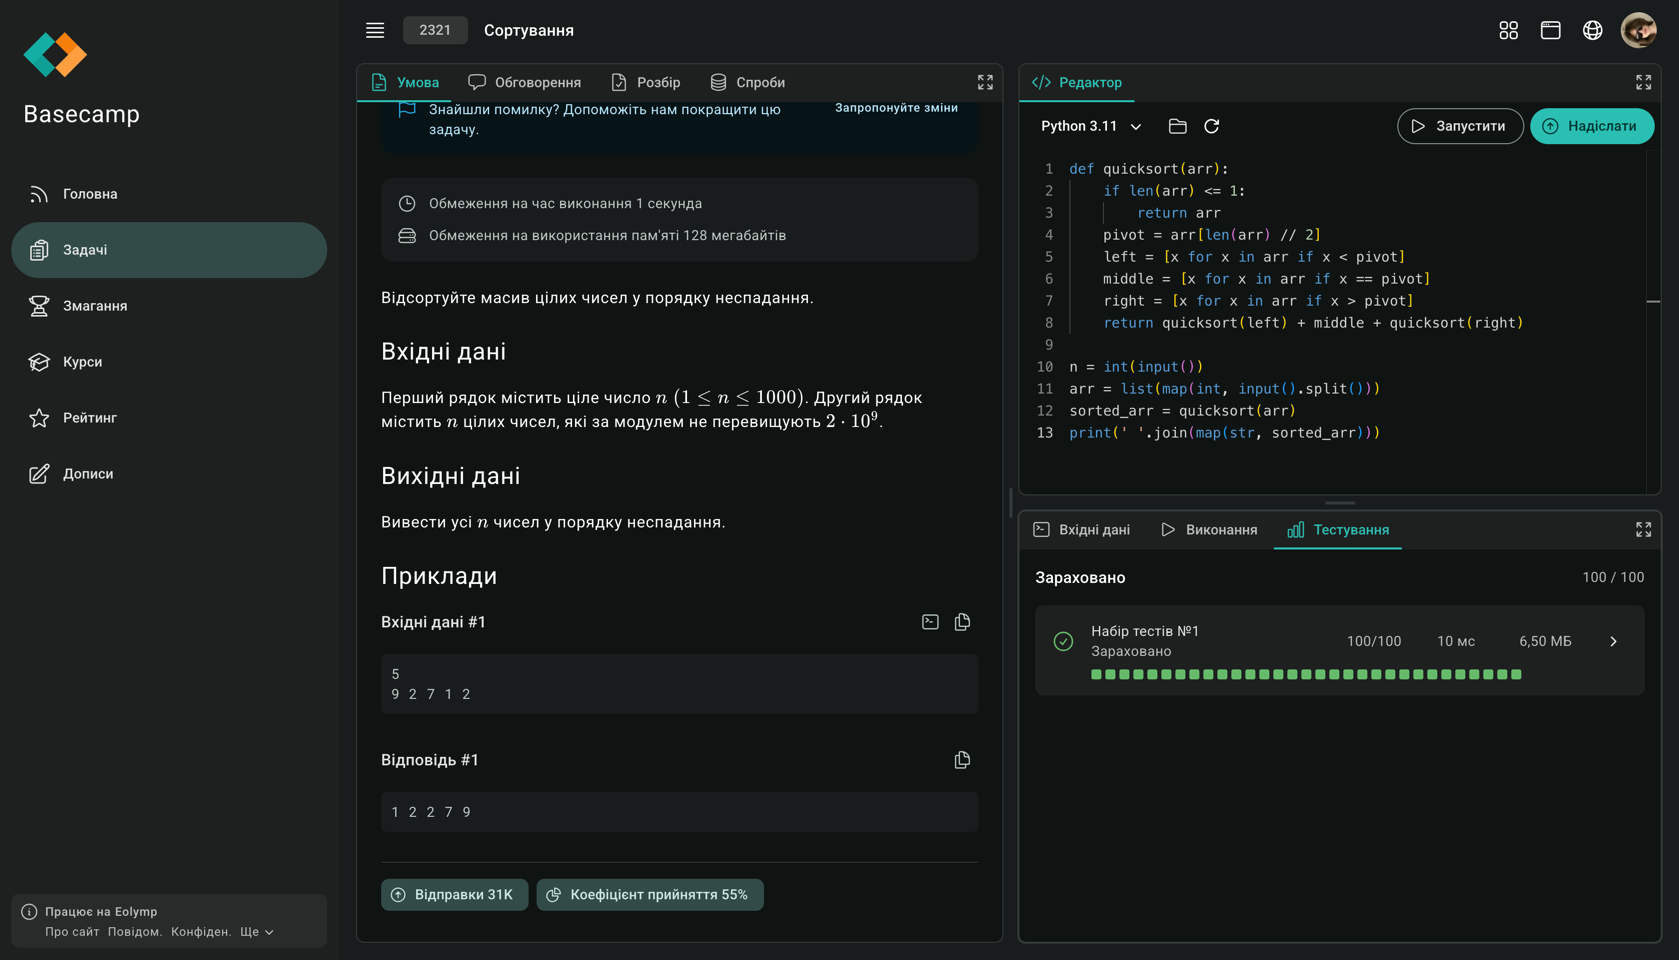 Basecamp
Головна
Задачі
Змагання
Курси
Рейтинг
Дописи
Працює на Eolymp
Про сайт Повідом. Конфіден. Ще
2321 Сортування
Умова Обговорення Розбір Спроби
Знайшли помилку? Допоможіть нам покращити цю
задачу.
Запропонуйте зміни
Обмеження на час виконання 1 секунда
Обмеження на використання пам'яті 128 мегабайтів
Відсортуйте масив цілих чисел у порядку неспадання.
Вхідні дані
Перший рядок містить ціле число n (1 ≤ n ≤ 1000). Другий рядок
містить n цілих чисел, які за модулем не перевищують 2 · 10⁹.
Вихідні дані
Вивести усі n чисел у порядку неспадання.
Приклади
Вхідні дані #1
5
9 2 7 1 2
Відповідь #1
1 2 2 7 9
Відправки 31K Коефіцієнт прийняття 55%
Редактор
Python 3.11 Запустити Надіслати
1 def quicksort(arr):
2     if len(arr) <= 1:
3         return arr
4     pivot = arr[len(arr) // 2]
5     left = [x for x in arr if x < pivot]
6     middle = [x for x in arr if x == pivot]
7     right = [x for x in arr if x > pivot]
8     return quicksort(left) + middle + quicksort(right)
9
10 n = int(input())
11 arr = list(map(int, input().split()))
12 sorted_arr = quicksort(arr)
13 print(' '.join(map(str, sorted_arr)))
Вхідні дані Виконання Тестування
Зараховано 100 / 100
Набір тестів №1 100/100 10 мс 6,50 МБ
Зараховано